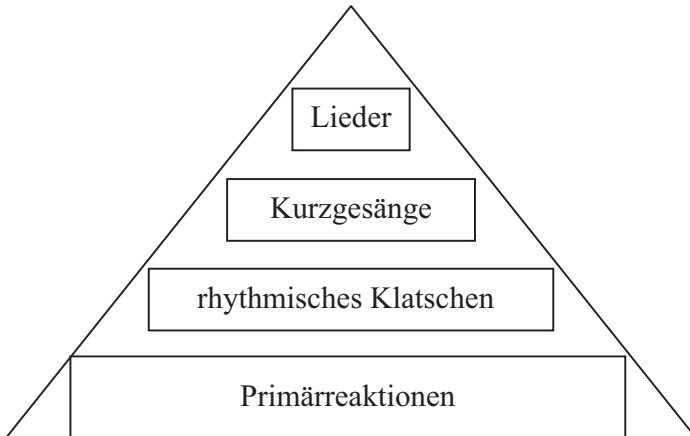 Lieder
Kurzgesänge
rhythmisches Klatschen
Primärreaktionen